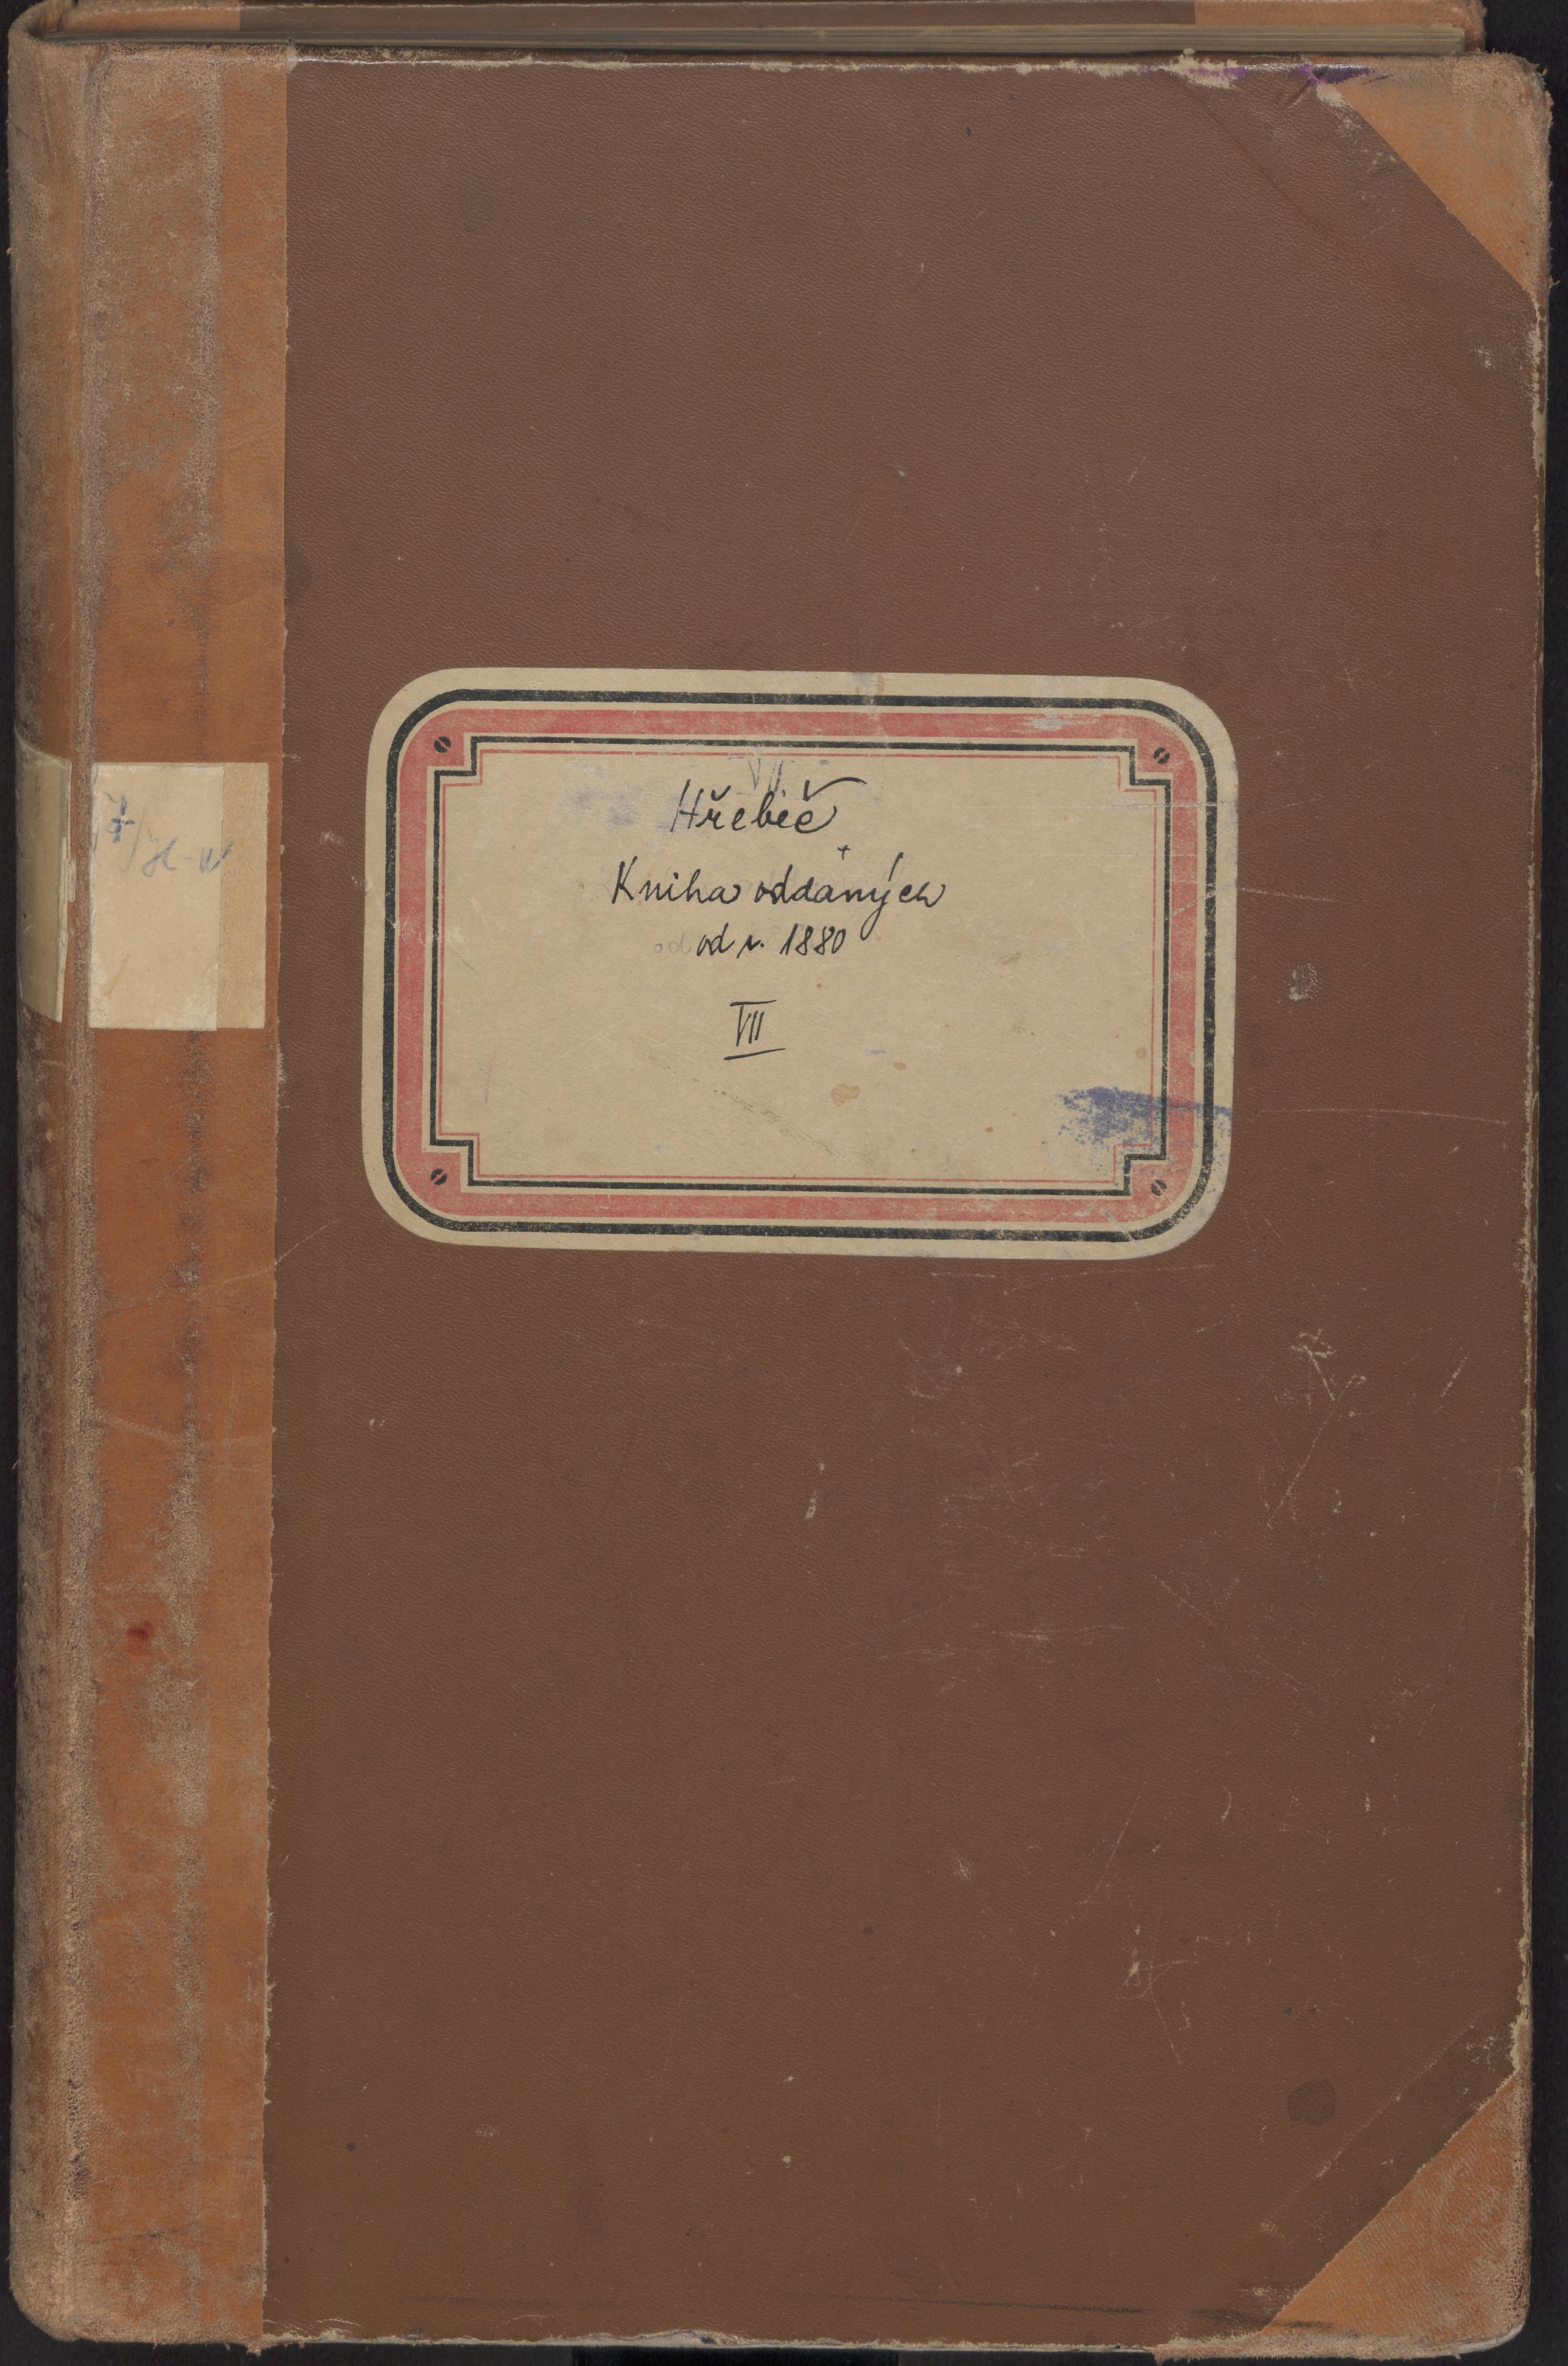 Hřebeč
Kniha oddaných
od r. 1880
VII